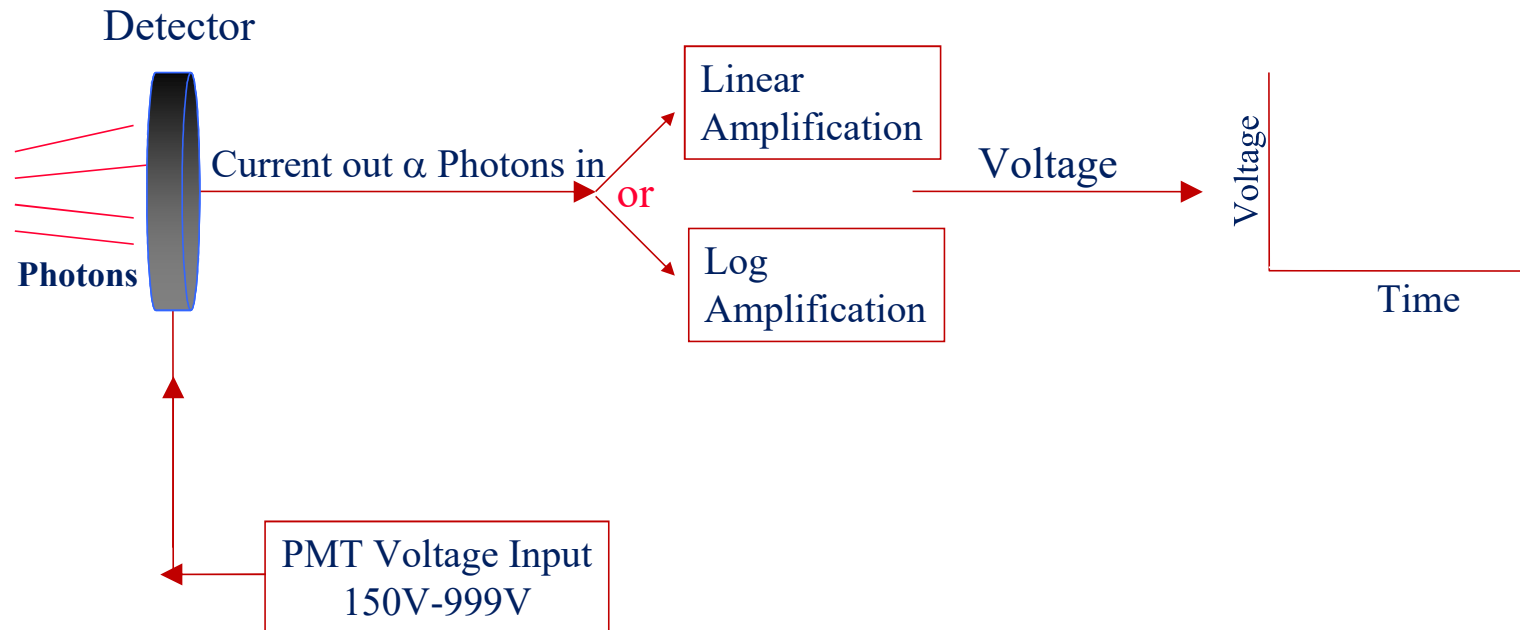 Detector
Photons
Current out α Photons in
or
Linear
Amplification
Log
Amplification
Voltage
Voltage
Time
PMT Voltage Input
150V-999V